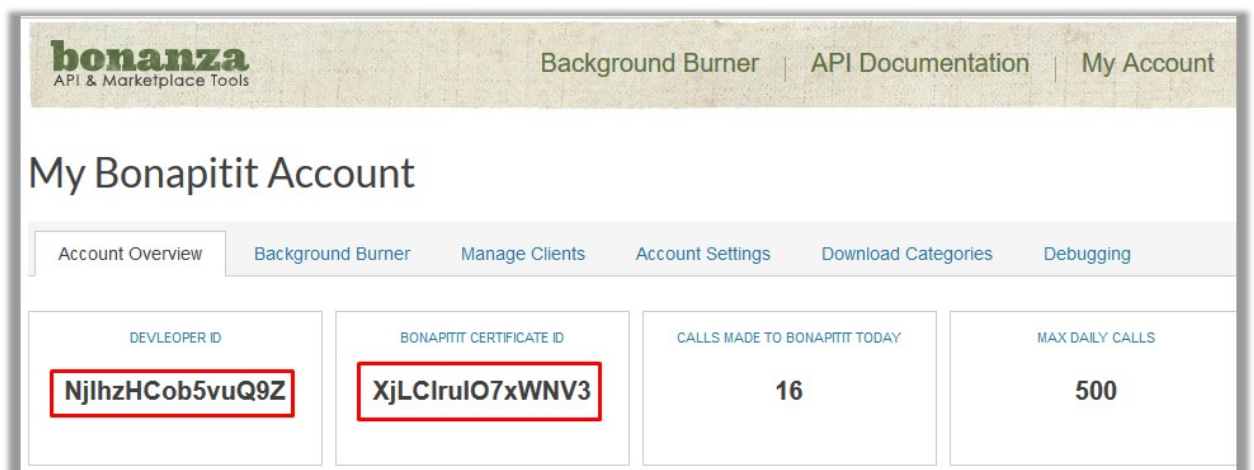 bonanza
API & Marketplace Tools
Background Burner | API Documentation | My Account
My Bonapitit Account
Account Overview Background Burner Manage Clients Account Settings Download Categories Debugging
DEVLEOPER ID BONAPITIT CERTIFICATE ID CALLS MADE TO BONAPITIT TODAY MAX DAILY CALLS
NjlhzHCob5vuQ9Z XjLClrulO7xWNV3 16 500